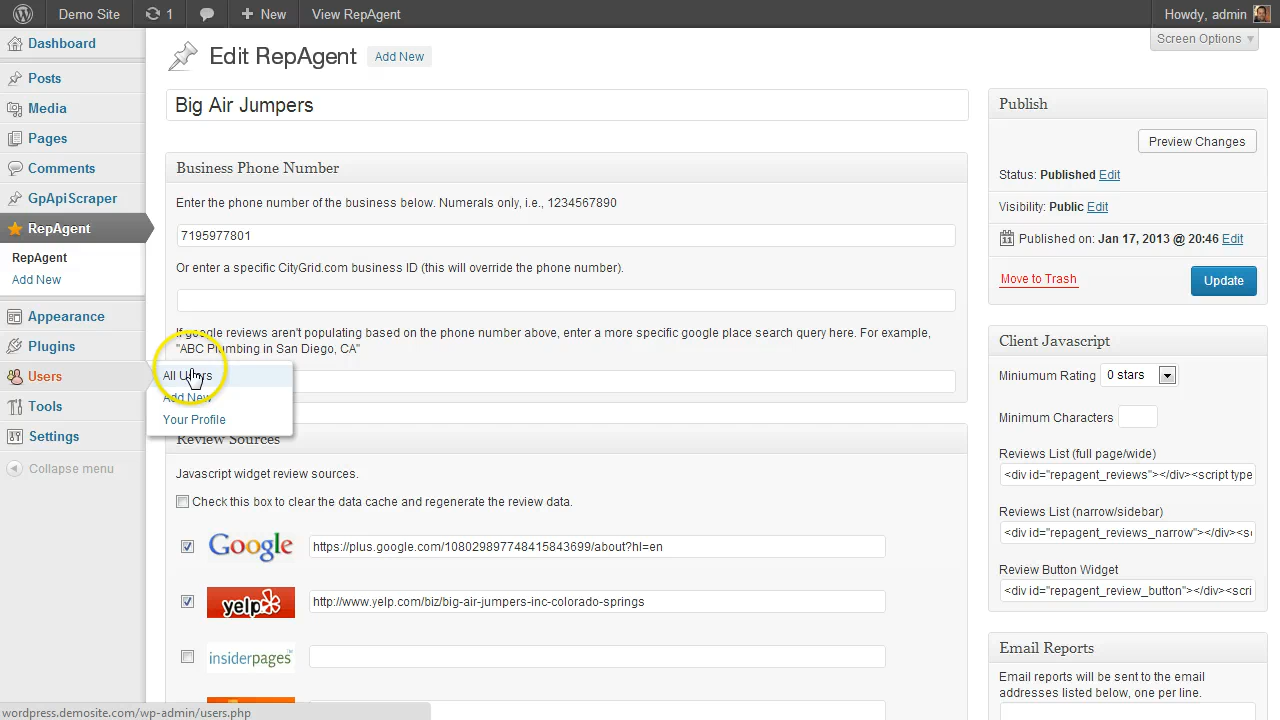 Demo Site
1
New
View RepAgent
Howdy, admin
Screen Options
Dashboard
Posts
Media
Pages
Comments
GpApiScraper
RepAgent
RepAgent
Add New
Appearance
Plugins
Users
Tools
Settings
Collapse menu
All Users
Add New
Your Profile
Edit RepAgent
Add New
Big Air Jumpers
Business Phone Number
Enter the phone number of the business below. Numerals only, i.e., 1234567890
7195977801
Or enter a specific CityGrid.com business ID (this will override the phone number).
If google reviews aren't populating based on the phone number above, enter a more specific google place search query here. For example,
"ABC Plumbing in San Diego, CA"
Review Sources
Javascript widget review sources.
Check this box to clear the data cache and regenerate the review data.
Google
https://plus.google.com/108029897748415843699/about?hl=en
yelp
http://www.yelp.com/biz/big-air-jumpers-inc-colorado-springs
insiderpages
Publish
Preview Changes
Status: Published Edit
Visibility: Public Edit
Published on: Jan 17, 2013 @ 20:46 Edit
Move to Trash
Update
Client Javascript
Miniumum Rating
0 stars
Minimum Characters
Reviews List (full page/wide)
<div id="repagent_reviews"></div><script type
Reviews List (narrow/sidebar)
<div id="repagent_reviews_narrow"></div><s
Review Button Widget
<div id="repagent_review_button"></div><scri
Email Reports
Email reports will be sent to the email
addresses listed below, one per line.
wordpress.demosite.com/wp-admin/users.php